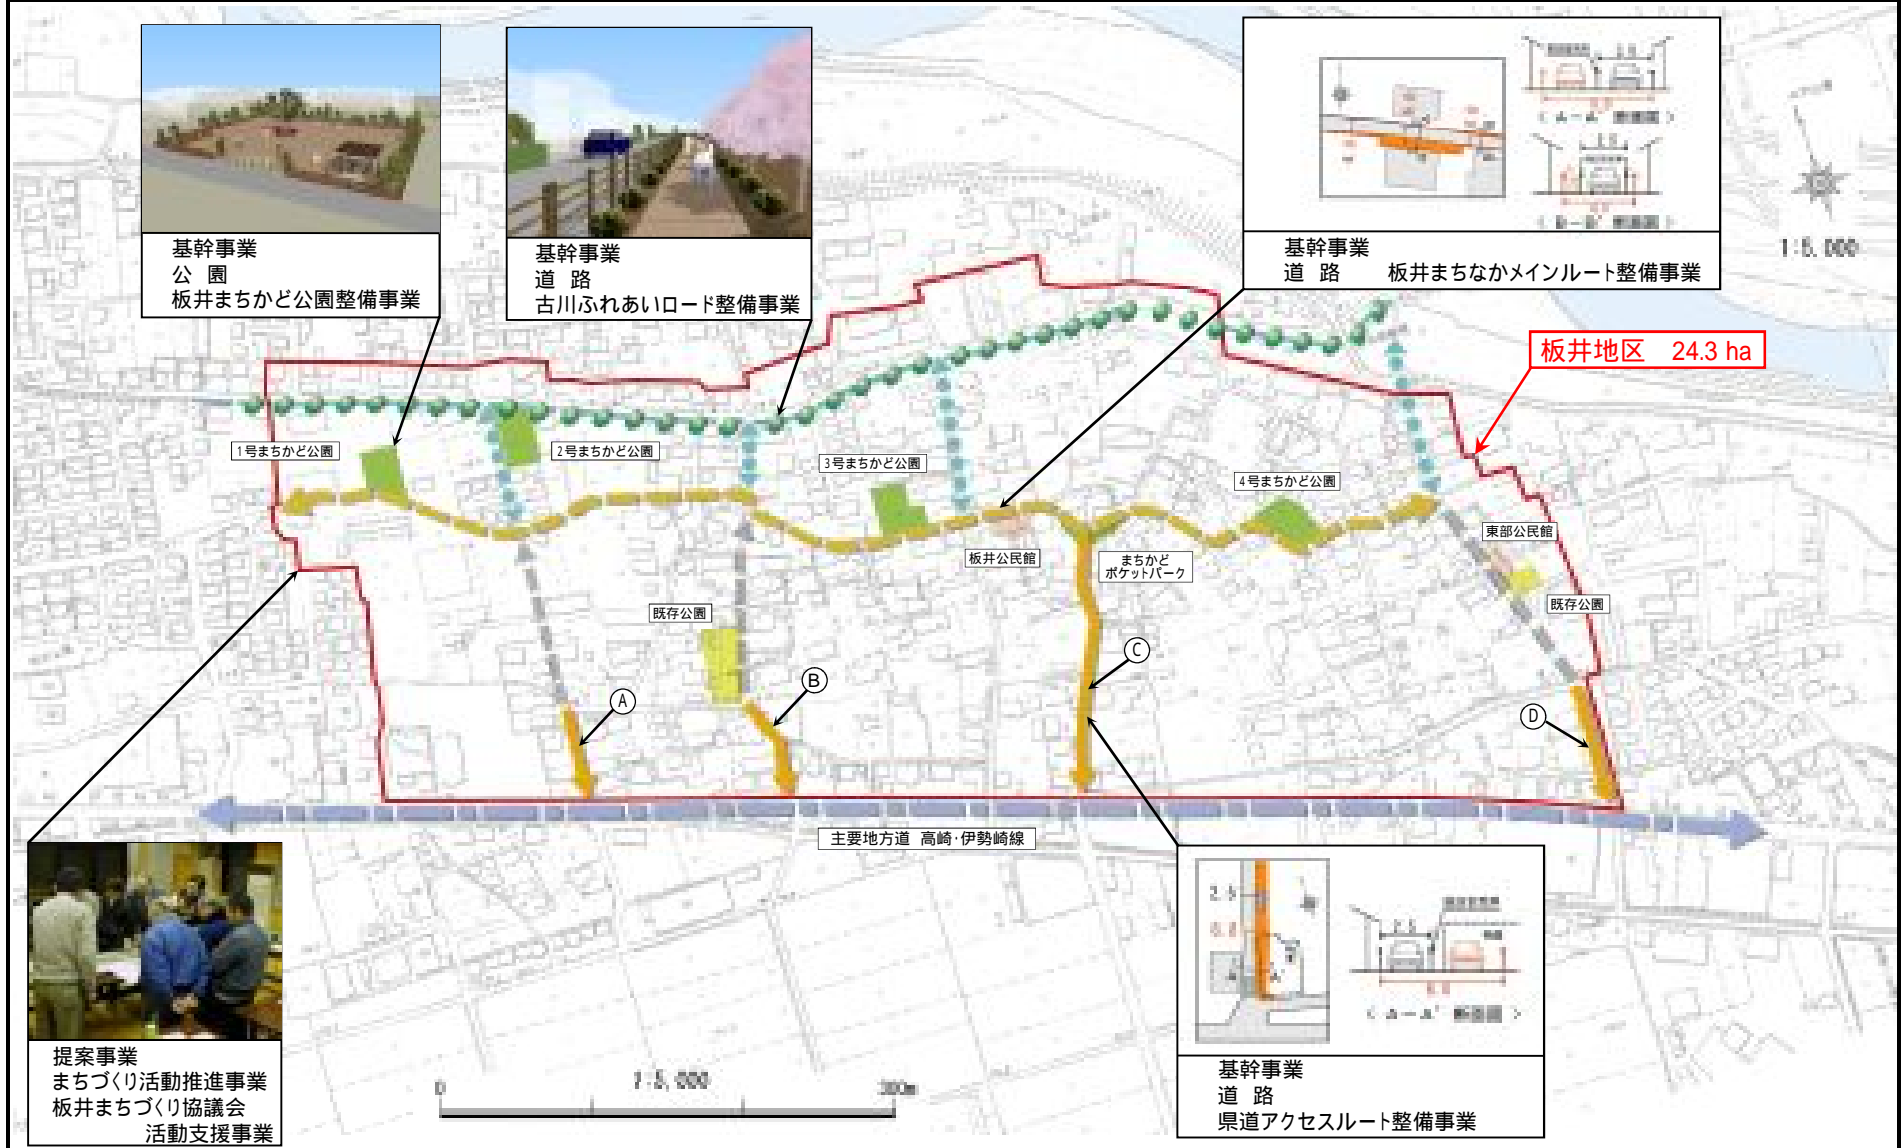 基幹事業
公 園
板井まちかど公園整備事業
基幹事業
道 路
古川ふれあいロード整備事業
基幹事業
道 路 板井まちなかメインルート整備事業
1:5,000
板井地区 24.3 ha
1号まちかど公園
2号まちかど公園
3号まちかど公園
4号まちかど公園
板井公民館
まちかど
ポケットパーク
東部公民館
既存公園
既存公園
A
B
C
D
主要地方道 高崎・伊勢崎線
提案事業
まちづくり活動推進事業
板井まちづくり協議会
活動支援事業
0
1:5,000
300m
< A-A' 断面図 >
基幹事業
道 路
県道アクセスルート整備事業